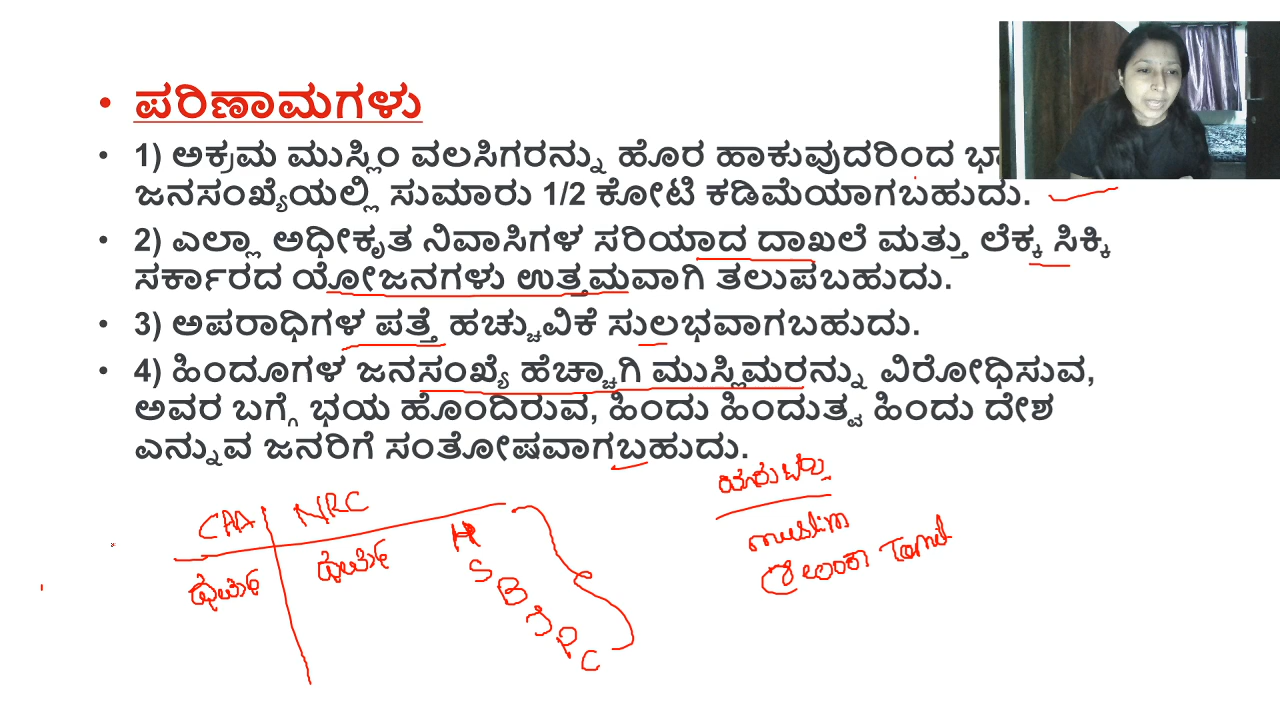 • ಪರಿಣಾಮಗಳು
• 1) ಅಕ್ರಮ ಮುಸ್ಲಿಂ ವಲಸಿಗರನ್ನು ಹೊರ ಹಾಕುವುದರಿಂದ
ಜನಸಂಖ್ಯೆಯಲ್ಲಿ ಸುಮಾರು 1/2 ಕೋಟಿ ಕಡಿಮೆಯಾಗಬಹುದು.
• 2) ಎಲ್ಲಾ ಅಧೀಕೃತ ನಿವಾಸಿಗಳ ಸರಿಯಾದ ದಾಖಲೆ ಮತ್ತು ಲೆಕ್ಕ ಸಿಕ್ಕಿ
ಸರ್ಕಾರದ ಯೋಜನಗಳು ಉತ್ತಮವಾಗಿ ತಲುಪಬಹುದು.
• 3) ಅಪರಾಧಿಗಳ ಪತ್ತೆ ಹಚ್ಚುವಿಕೆ ಸುಲಭವಾಗಬಹುದು.
• 4) ಹಿಂದೂಗಳ ಜನಸಂಖ್ಯೆ ಹೆಚ್ಚಾಗಿ ಮುಸ್ಲಿಮರನ್ನು ವಿರೋಧಿಸುವ,
ಅವರ ಬಗ್ಗೆ ಭಯ ಹೊಂದಿರುವ, ಹಿಂದು ಹಿಂದುತ್ವ ಹಿಂದು ದೇಶ
ಎನ್ನುವ ಜನರಿಗೆ ಸಂತೋಷವಾಗಬಹುದು.
CAA NRC
H
S
B
P
C
muslim
Tamil